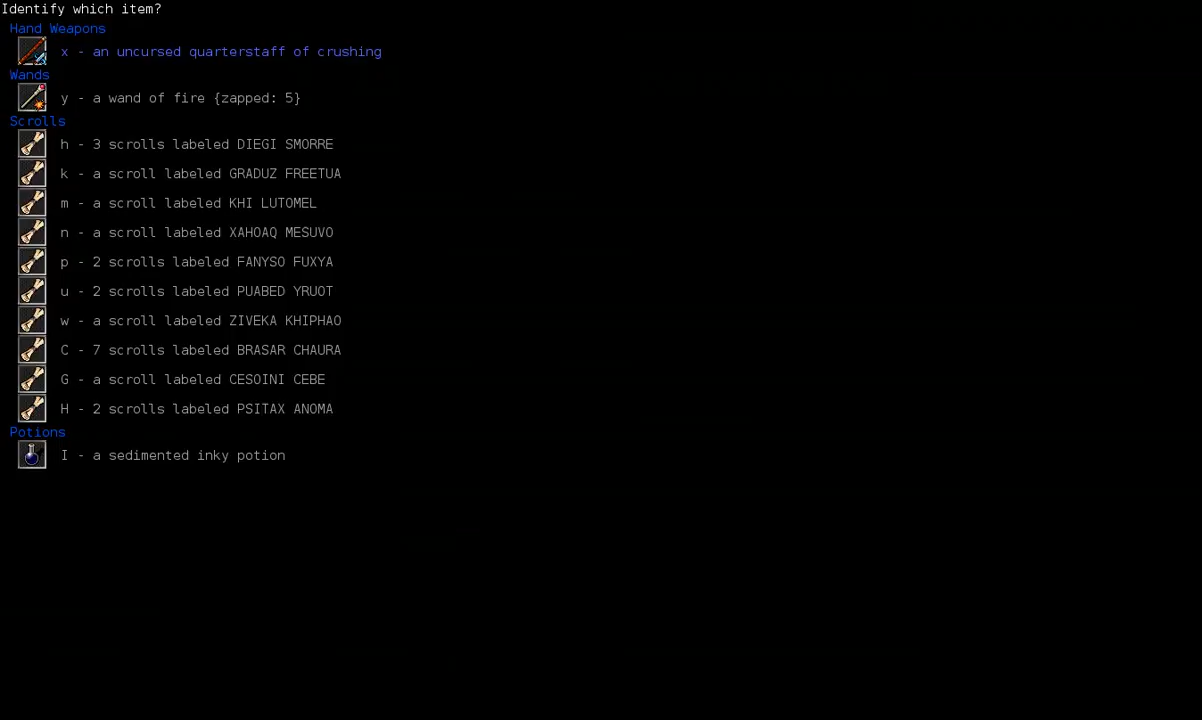 Identify which item?
Hand Weapons
x - an uncursed quarterstaff of crushing
Wands
y - a wand of fire {zapped: 5}
Scrolls
h - 3 scrolls labeled DIEGI SMORRE
k - a scroll labeled GRADUZ FREETUA
m - a scroll labeled KHI LUTOMEL
n - a scroll labeled XAHOAQ MESUVO
p - 2 scrolls labeled FANYSO FUXYA
u - 2 scrolls labeled PUABED YRUOT
w - a scroll labeled ZIVEKA KHIPHAO
C - 7 scrolls labeled BRASAR CHAURA
G - a scroll labeled CESOINI CEBE
H - 2 scrolls labeled PSITAX ANOMA
Potions
I - a sedimented inky potion